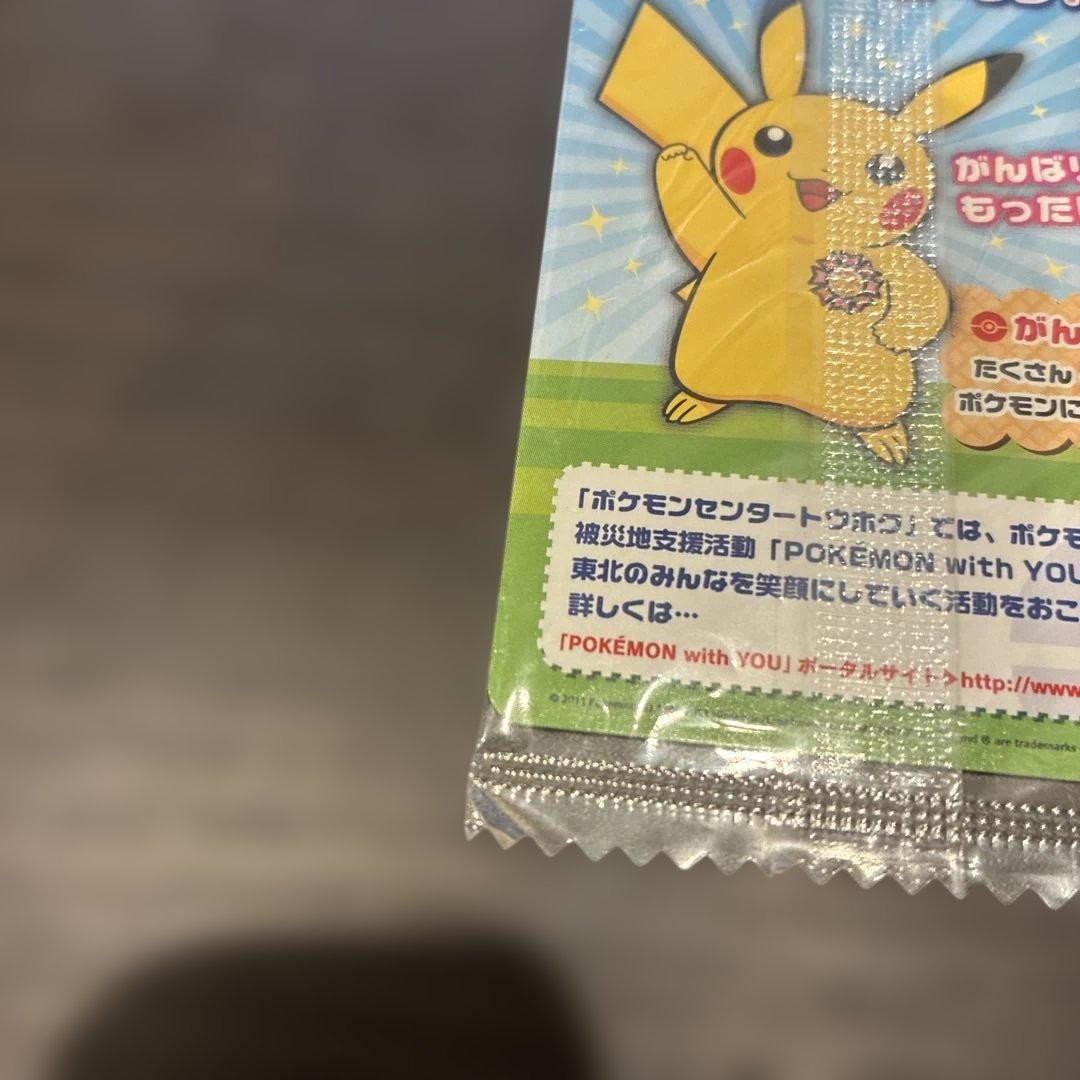 がんばり
もった
がん
たくさん
ポケモンに
「ポケモンセンタートウホク」では、ポケモ
被災地支援活動「POKÉMON with YOU
東北のみんなを笑顔にしていく活動をおこ
詳しくは…
「POKÉMON with YOU」ポータルサイト>http://www
and ® are trademarks